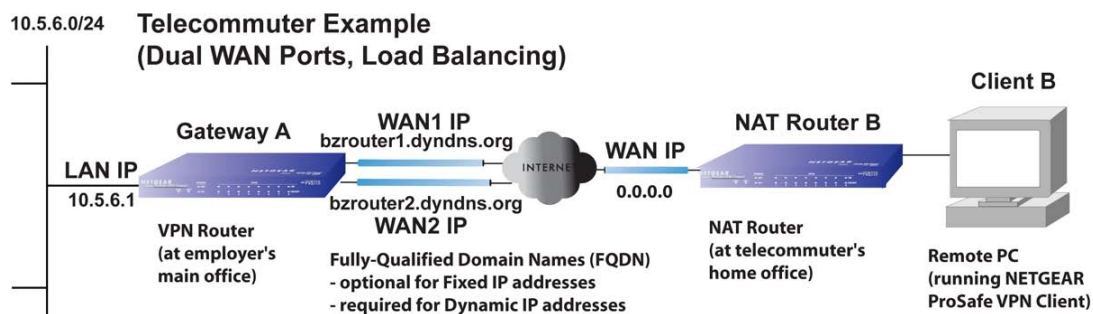 10.5.6.0/24
Telecommuter Example
(Dual WAN Ports, Load Balancing)
Client B
Gateway A
WAN1 IP
bzrouter1.dyndns.org
NAT Router B
LAN IP
10.5.6.1
NETGEAR
INTERNET
WAN IP
0.0.0.0
NETGEAR
bzrouter2.dyndns.org
WAN2 IP
VPN Router
(at employer's
main office)
Fully-Qualified Domain Names (FQDN)
- optional for Fixed IP addresses
- required for Dynamic IP addresses
NAT Router
(at telecommuter's
home office)
Remote PC
(running NETGEAR
ProSafe VPN Client)